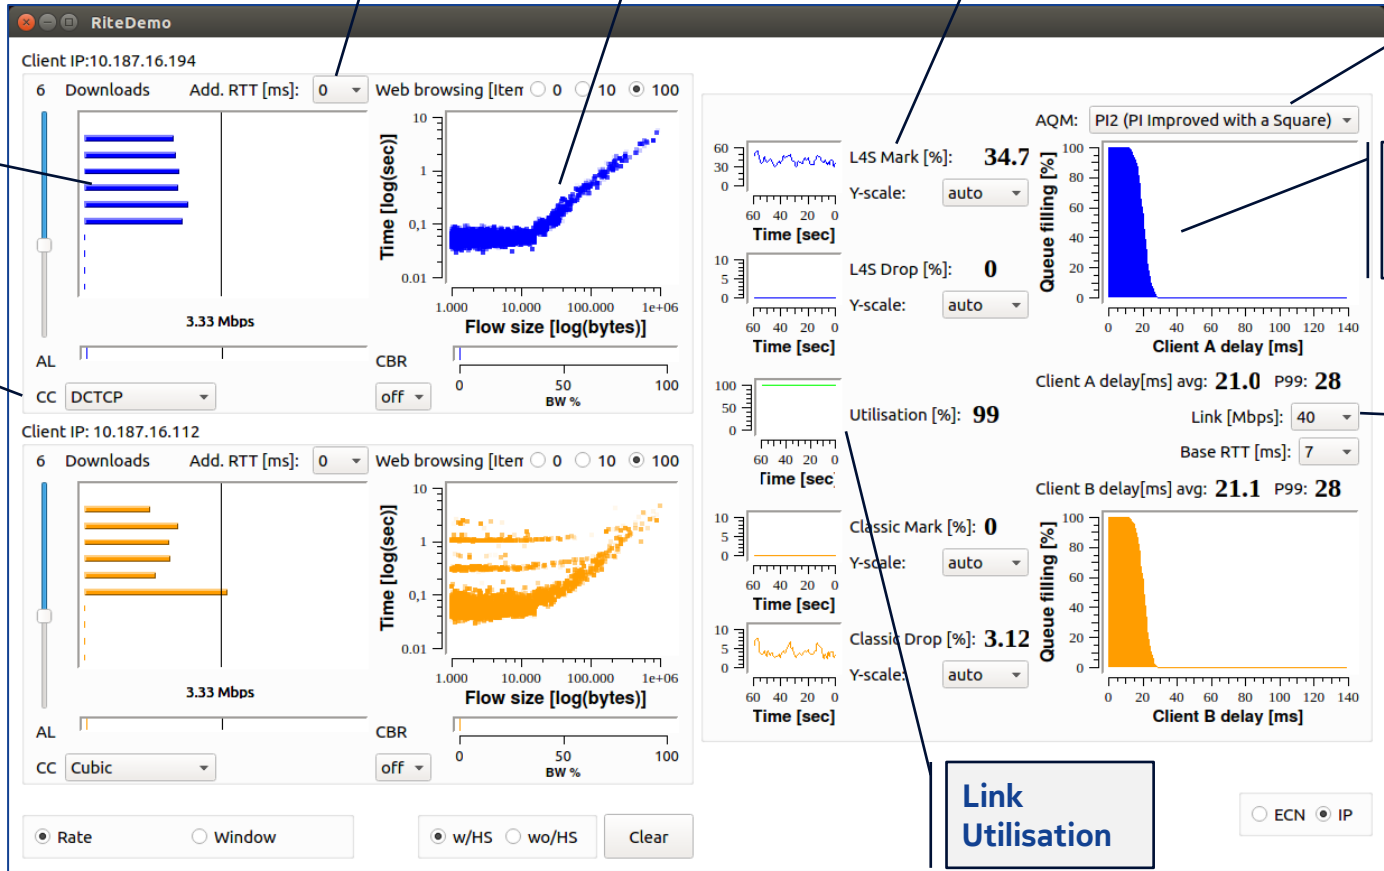 RiteDemo
Client IP:10.187.16.194
6 Downloads Add. RTT [ms]: 0 Web browsing [Iten 0 10 100
10
1
0,1
0.01
Time [log(sec)]
1.000 10.000 100.000 1e+06
Flow size [log(bytes)]
3.33 Mbps
AL
CBR
0 50 100
BW %
CC DCTCP
off
Client IP: 10.187.16.112
6 Downloads Add. RTT [ms]: 0 Web browsing [Iten 0 10 100
10
1
0,1
0.01
Time [log(sec)]
1.000 10.000 100.000 1e+06
Flow size [log(bytes)]
3.33 Mbps
AL
CBR
0 50 100
BW %
CC Cubic
off
Rate Window
w/HS wo/HS Clear
AQM: PI2 (PI Improved with a Square)
60
30
0
60 40 20 0
Time [sec]
L4S Mark [%]: 34.7
Y-scale: auto
10
5
0
60 40 20 0
Time [sec]
L4S Drop [%]: 0
Y-scale: auto
100
50
0
60 40 20 0
Time [sec]
Utilisation [%]: 99
10
5
0
60 40 20 0
Time [sec]
Classic Mark [%]: 0
Y-scale: auto
10
5
0
60 40 20 0
Time [sec]
Classic Drop [%]: 3.12
Y-scale: auto
Queue filling [%]
100
80
60
40
20
0
0 20 40 60 80 100 120 140
Client A delay [ms]
Client A delay[ms] avg: 21.0 P99: 28
Link [Mbps]: 40
Base RTT [ms]: 7
Client B delay[ms] avg: 21.1 P99: 28
Queue filling [%]
100
80
60
40
20
0
0 20 40 60 80 100 120 140
Client B delay [ms]
Link
Utilisation
ECN IP